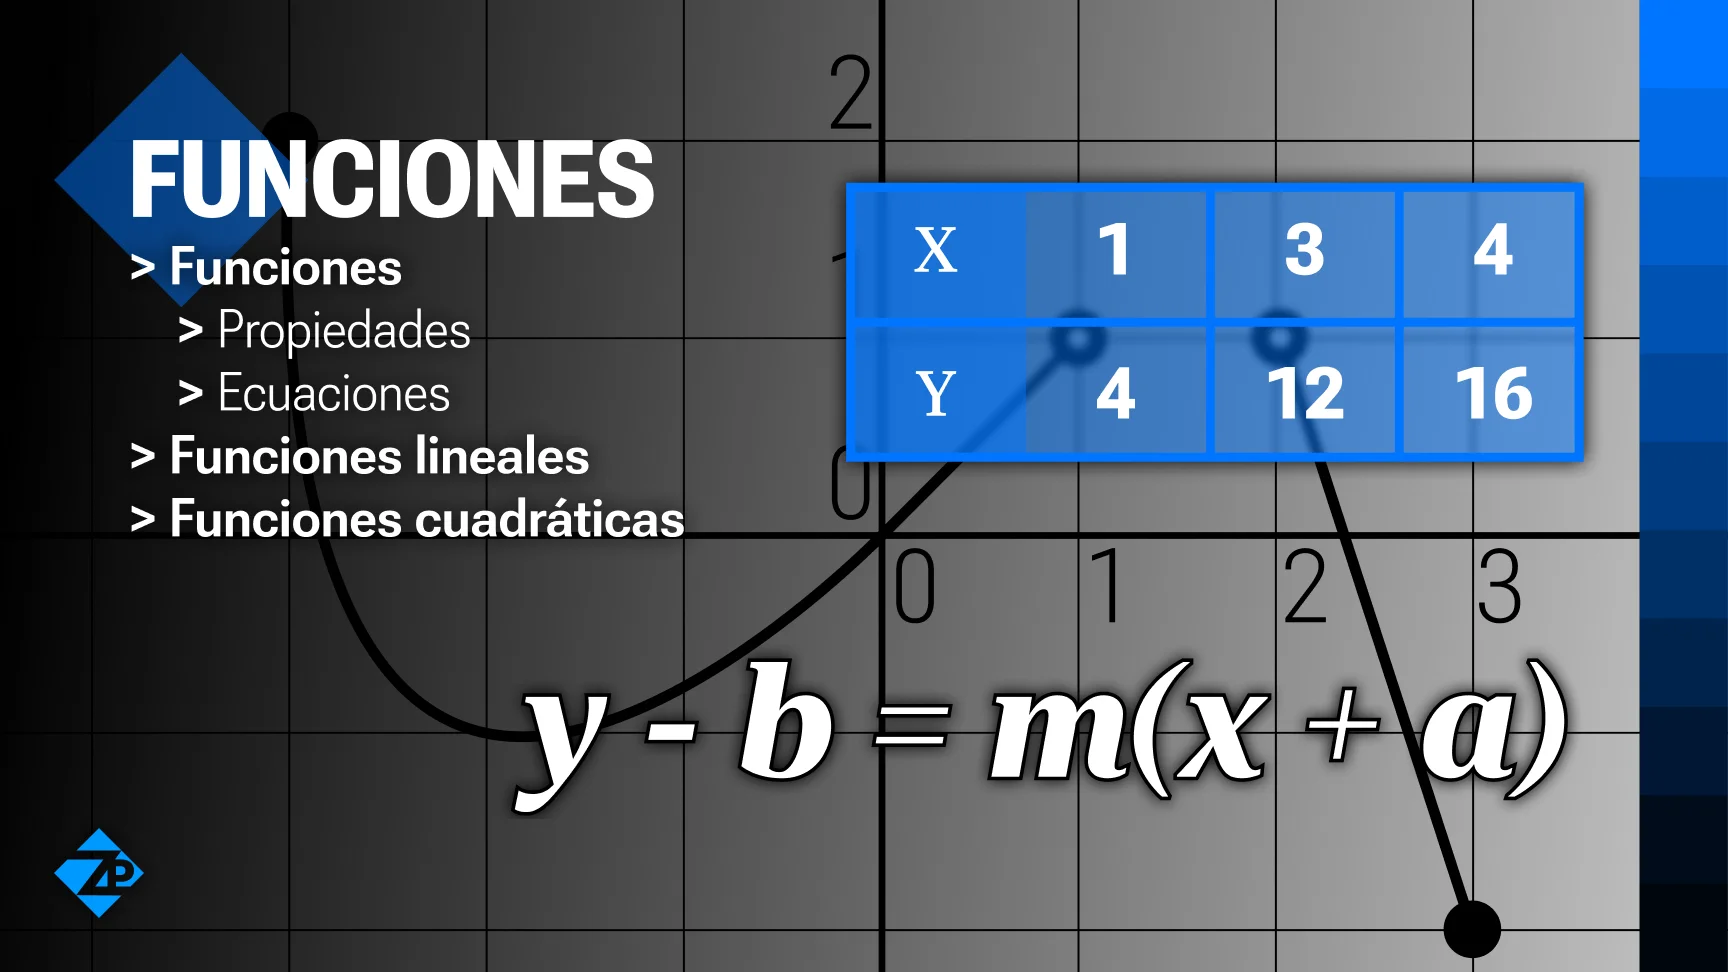 FUNCIONES
> Funciones
> Propiedades
> Ecuaciones
> Funciones lineales
> Funciones cuadráticas
2
1
0
0 1 2 3
X 1 3 4
Y 4 12 16
y - b = m(x + a)
ZP